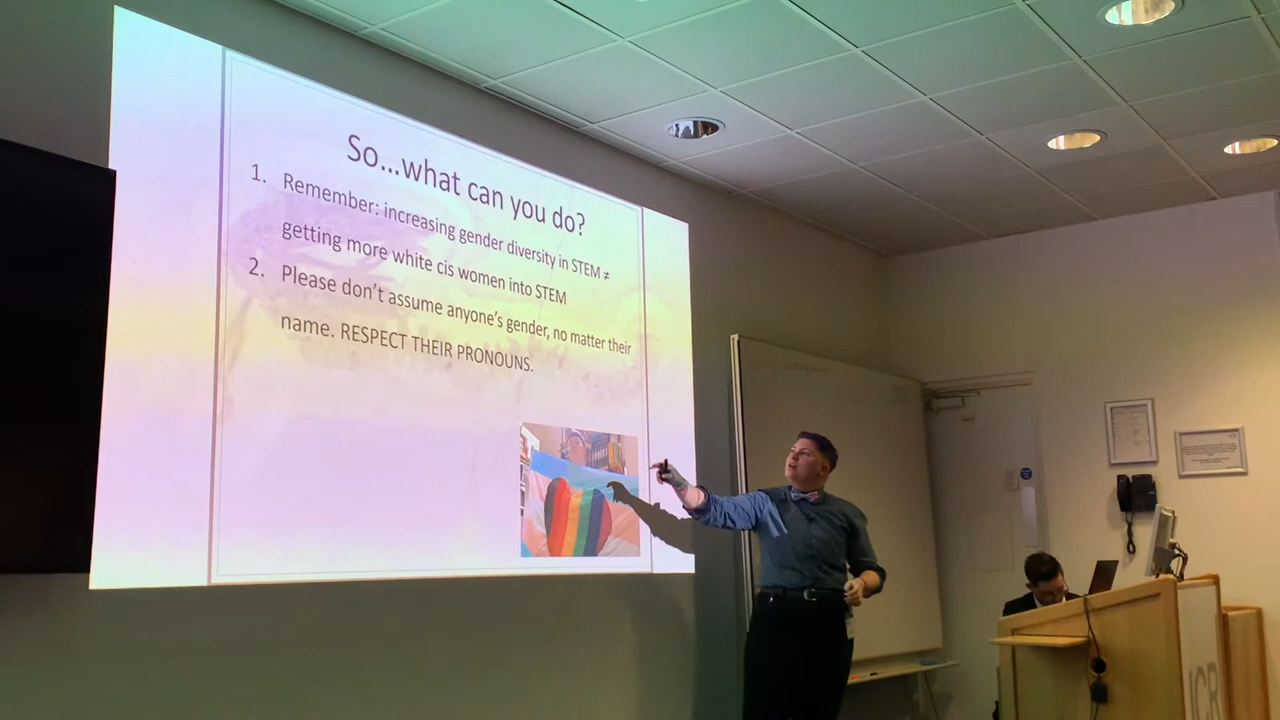 So...what can you do?
1. Remember: increasing gender diversity in STEM ≠
getting more white cis women into STEM
2. Please don't assume anyone's gender, no matter their
name. RESPECT THEIR PRONOUNS.
ICR